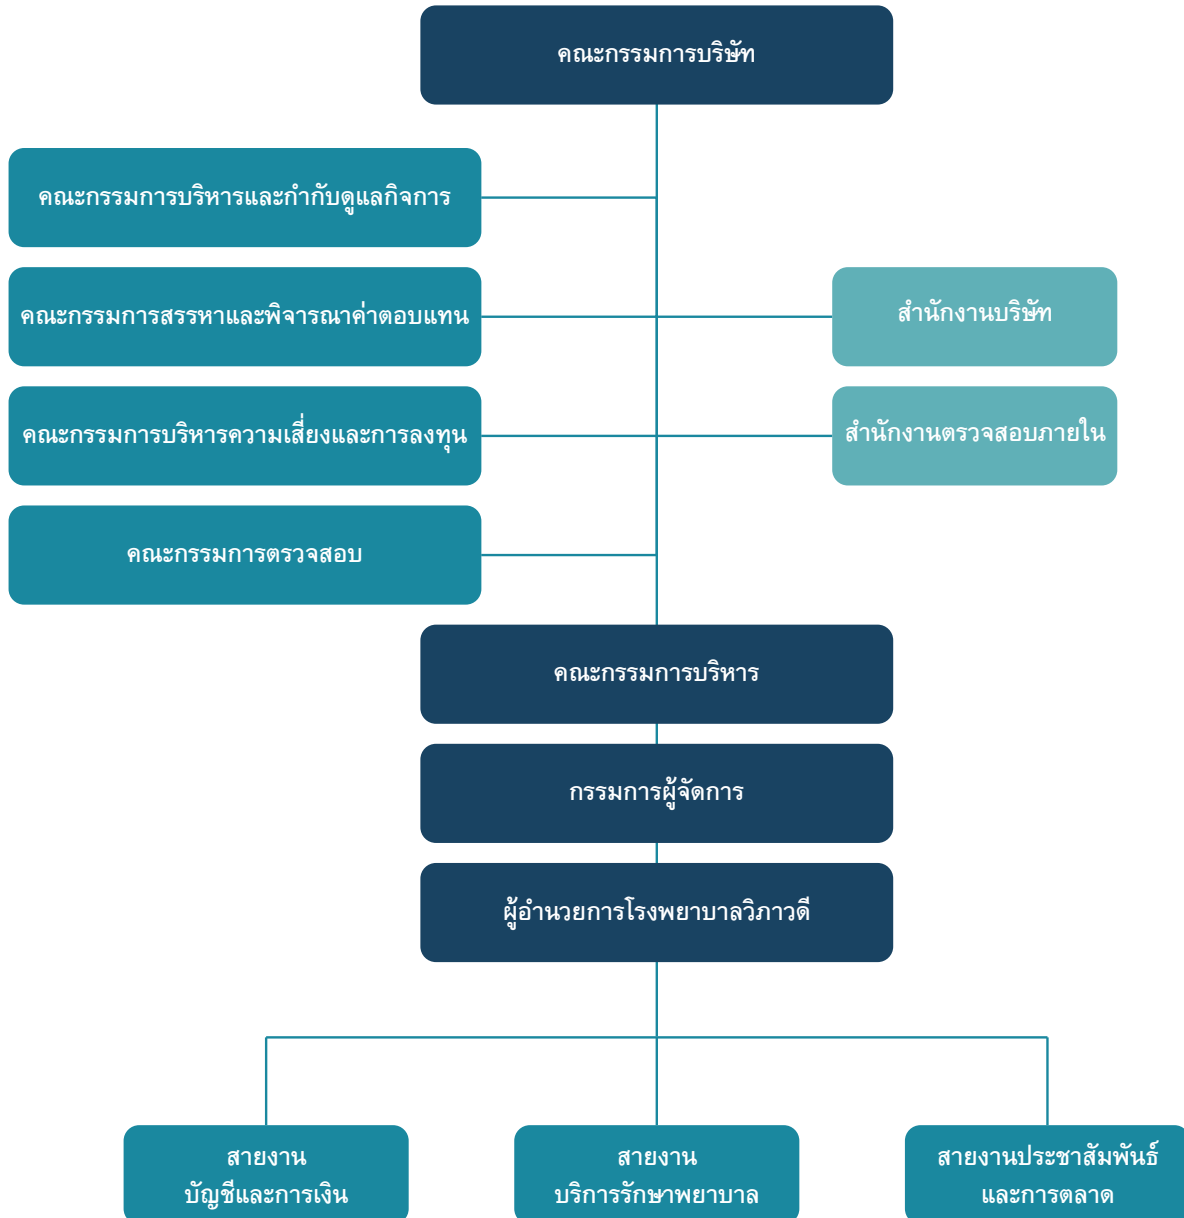 คณะกรรมการบริษัท
คณะกรรมการบริหารและกำกับดูแลกิจการ
คณะกรรมการสรรหาและพิจารณาค่าตอบแทน
สำนักงานบริษัท
คณะกรรมการบริหารความเสี่ยงและการลงทุน
สำนักงานตรวจสอบภายใน
คณะกรรมการตรวจสอบ
คณะกรรมการบริหาร
กรรมการผู้จัดการ
ผู้อำนวยการโรงพยาบาลวิภาวดี
สายงาน
บัญชีและการเงิน
สายงาน
บริการรักษาพยาบาล
สายงานประชาสัมพันธ์
และการตลาด